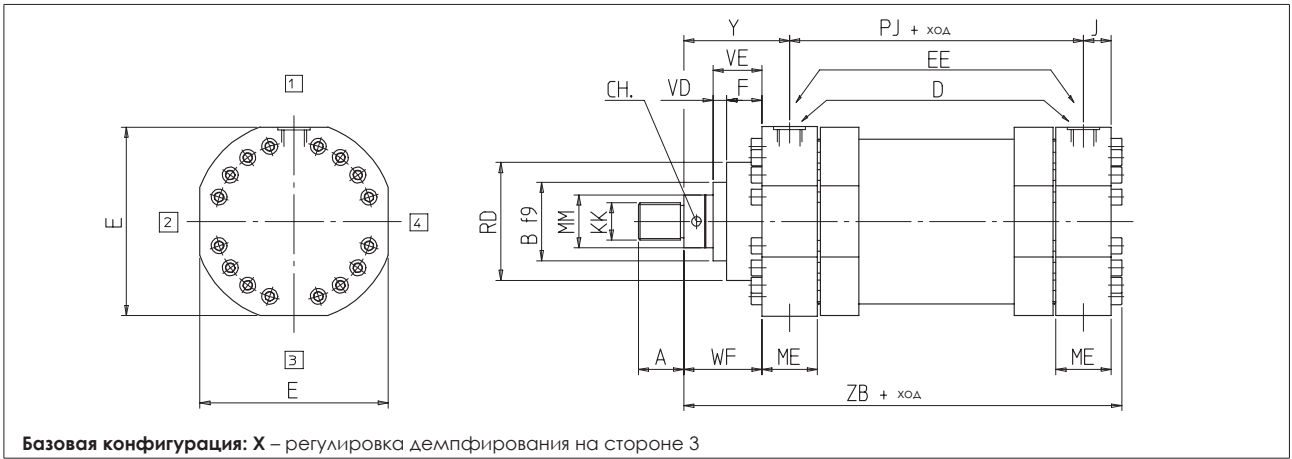 Y
PJ + ход
J
VE
EE
VD
F
CH.
D
1
2
3
4
E
E
RD
B f9
MM
KK
A
WF
ME
ME
ZB + ход
Базовая конфигурация: X – регулировка демпфирования на стороне 3